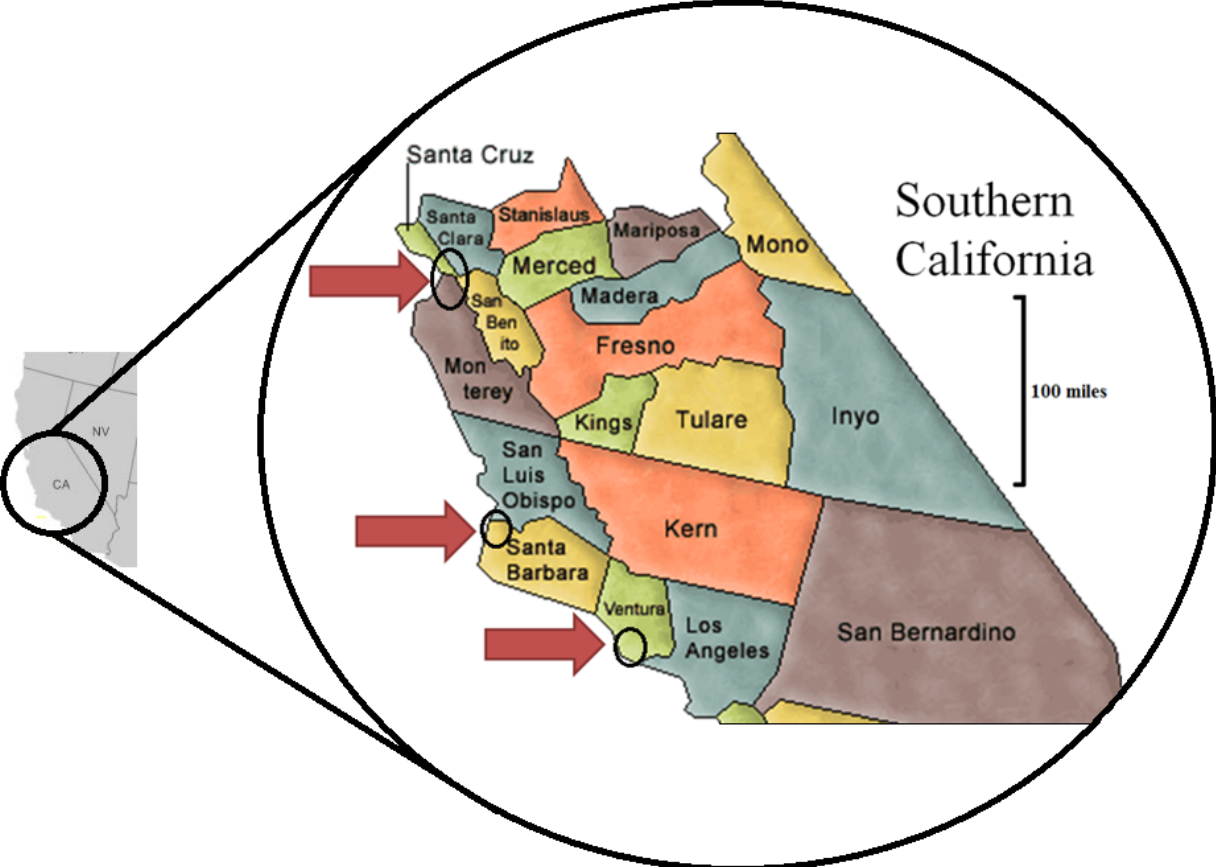 Santa Cruz
Santa
Clara
Stanislaus
Mariposa
Merced
Mono
Madera
San
Ben
ito
Fresno
Mon
terey
Kings
Tulare
Inyo
San
Luis
Obispo
Kern
Santa
Barbara
Ventura
Los
Angeles
San Bernardino
Southern
California
100 miles
NV
CA